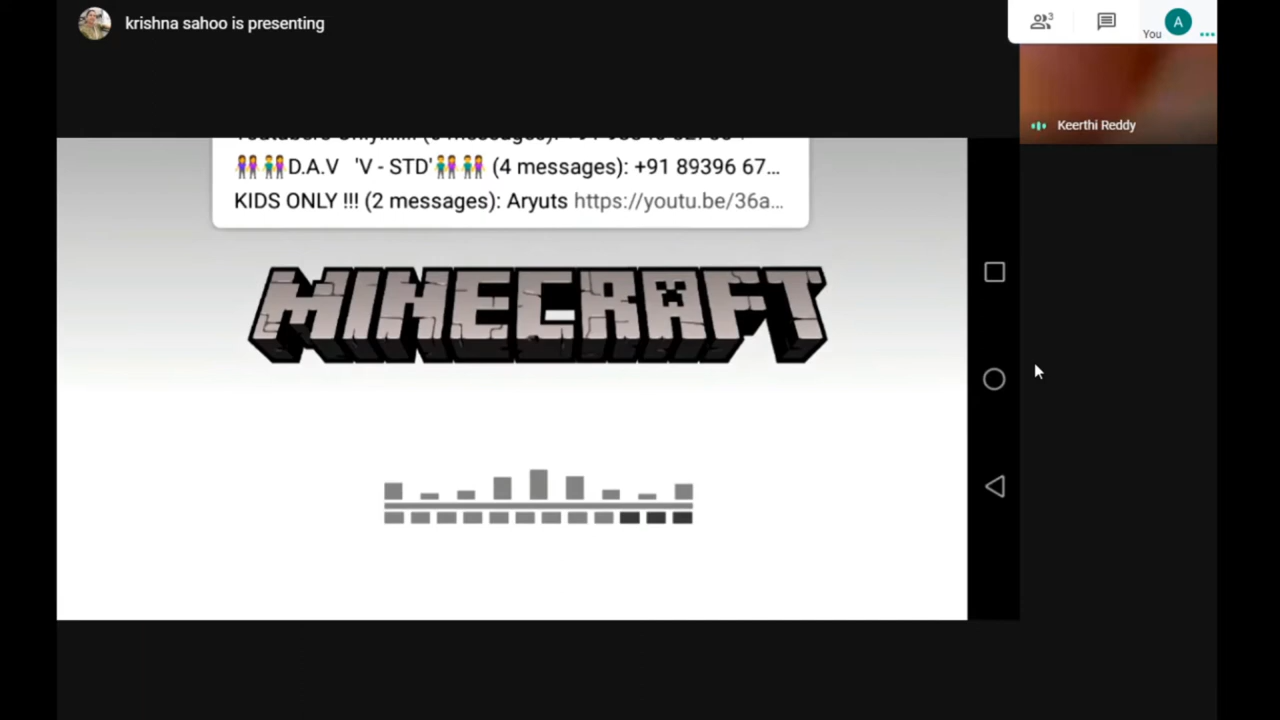 krishna sahoo is presenting
3
You
A
Keerthi Reddy
👭👫D.A.V 'V - STD'👫👫 (4 messages): +91 89396 67...
KIDS ONLY !!! (2 messages): Aryuts https://youtu.be/36a...
MINECRAFT